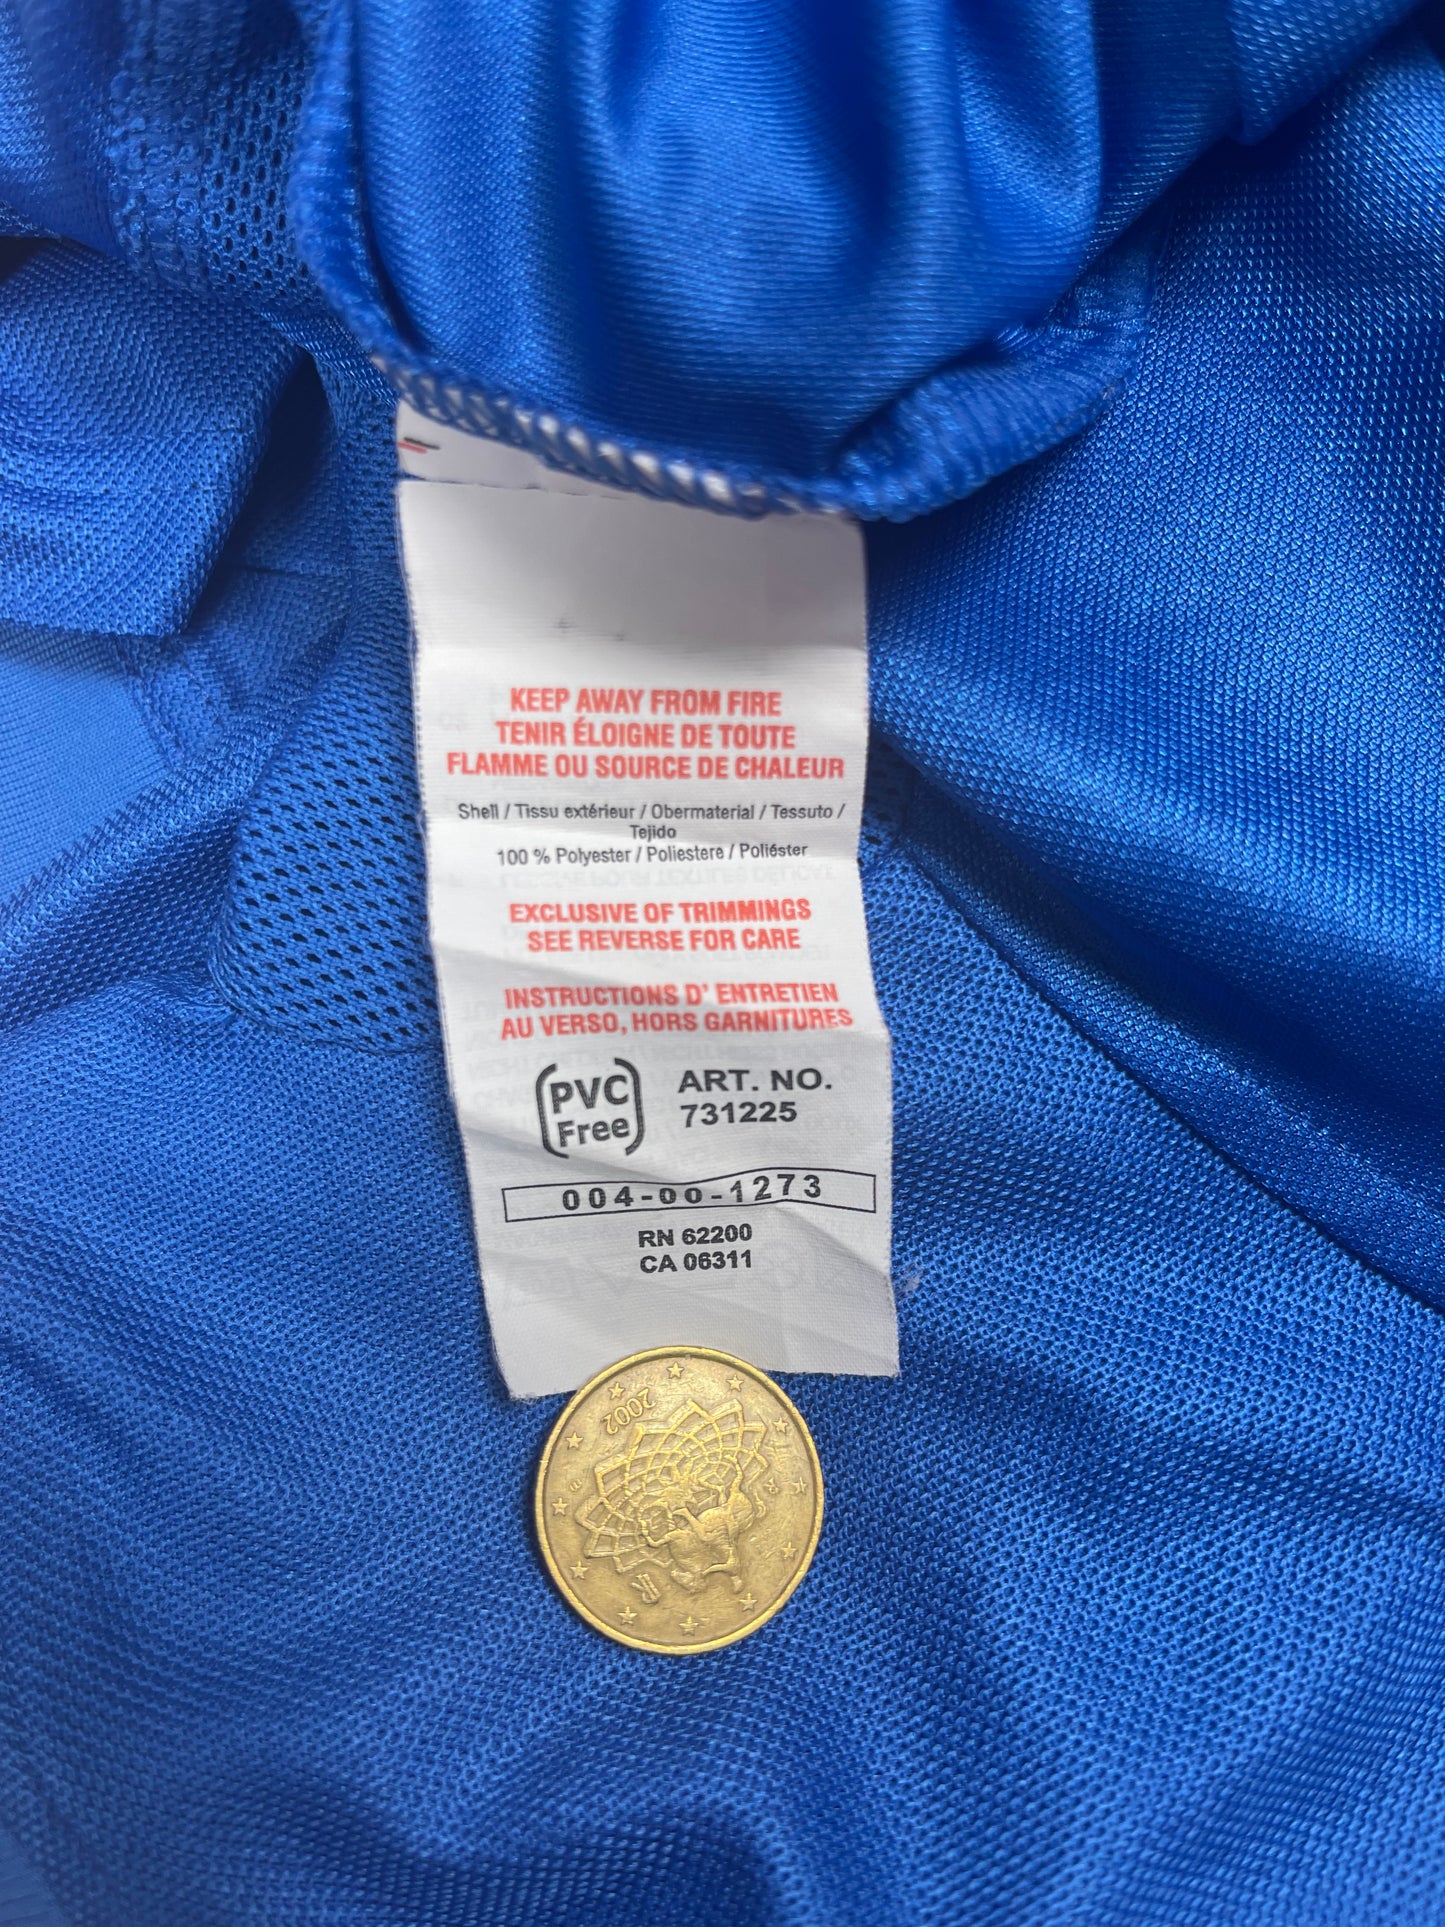 KEEP AWAY FROM FIRE
TENIR ÉLOIGNE DE TOUTE
FLAMME OU SOURCE DE CHALEUR
Shell / Tissu extérieur / Obermaterial / Tessuto /
Tejido
100 % Polyester / Poliestere / Poliéster
EXCLUSIVE OF TRIMMINGS
SEE REVERSE FOR CARE
INSTRUCTIONS D' ENTRETIEN
AU VERSO, HORS GARNITURES
PVC
Free
ART. NO.
731225
004-00-1273
RN 62200
CA 06311
2002